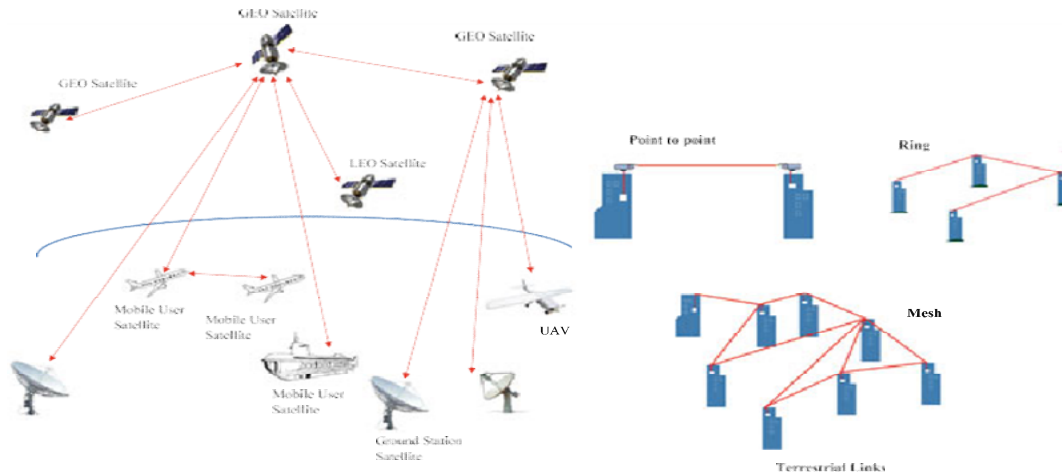 GEO Satellite
GEO Satellite
GEO Satellite
LEO Satellite
Mobile User
Satellite
Mobile User
Satellite
UAV
Mobile User
Satellite
Ground Station
Satellite
Point to point
Ring
Mesh
Terrestrial Links